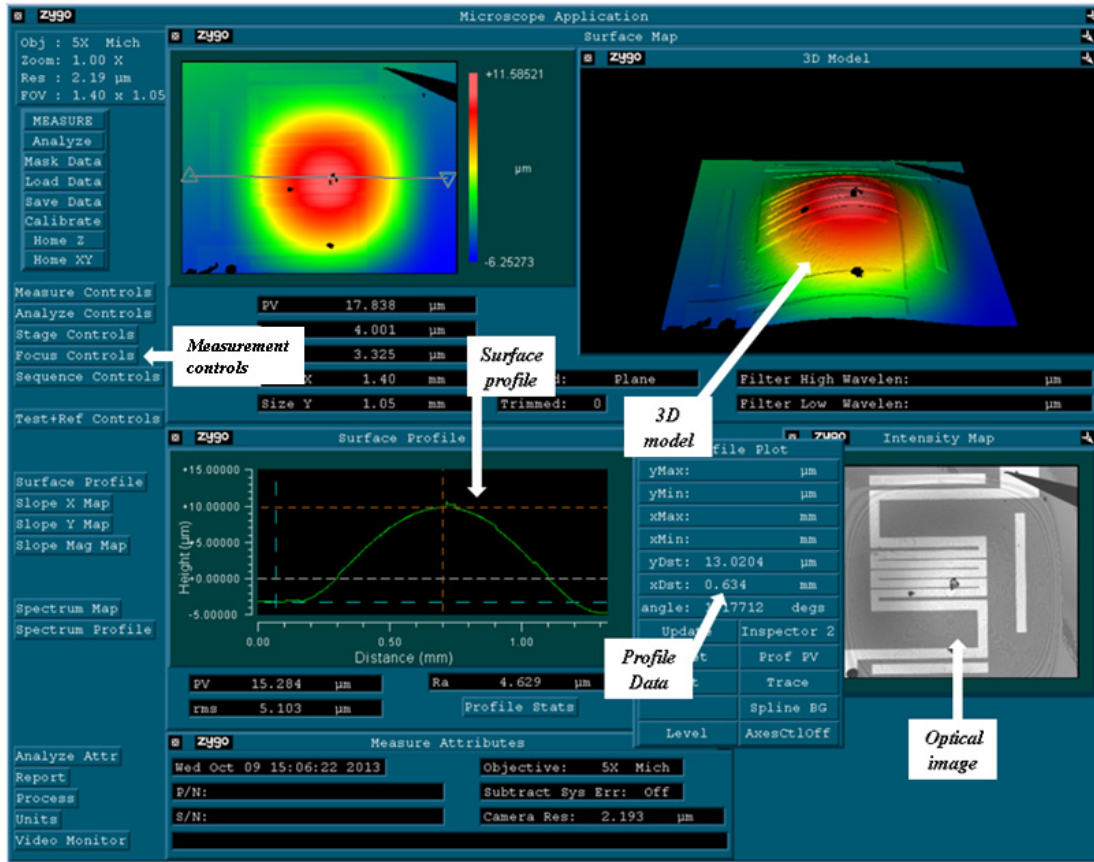 zygo
Microscope Application
Obj : 5X Mich
Zoom: 1.00 X
Res : 2.19 µm
FOV : 1.40 x 1.05
MEASURE
Analyze
Mask Data
Load Data
Save Data
Calibrate
Home Z
Home XY
Measure Controls
Analyze Controls
Stage Controls
Focus Controls
Sequence Controls
Test+Ref Controls
Surface Profile
Slope X Map
Slope Y Map
Slope Mag Map
Spectrum Map
Spectrum Profile
Analyze Attr
Report
Process
Units
Video Monitor
Measurement
controls
zygo
Surface Map
+11.58521
µm
-6.25273
PV 17.838 µm
4.001 µm
3.325 µm
X 1.40 mm
Size Y 1.05 mm
Plane
Trimmed: 0
Filter High Wavelen: µm
Filter Low Wavelen: µm
zygo
3D Model
Surface
profile
3D
model
zygo
Surface Profile
+15.00000
+10.00000
+5.00000
+0.00000
-5.00000
Height (µm)
0.00 0.50 1.00
Distance (mm)
PV 15.284 µm
rms 5.103 µm
Ra 4.629 µm
Profile Stats
Plot
yMax: µm
yMin: µm
xMax: mm
xMin: mm
yDst: 13.0204 µm
xDst: 0.634 mm
angle: 7712 degs
Update Inspector 2
Prof PV
Trace
Spline BG
Level AxesCtlOff
Profile
Data
zygo
Intensity Map
Optical
image
zygo
Measure Attributes
Wed Oct 09 15:06:22 2013
P/N:
S/N:
Objective: 5X Mich
Subtract Sys Err: Off
Camera Res: 2.193 µm